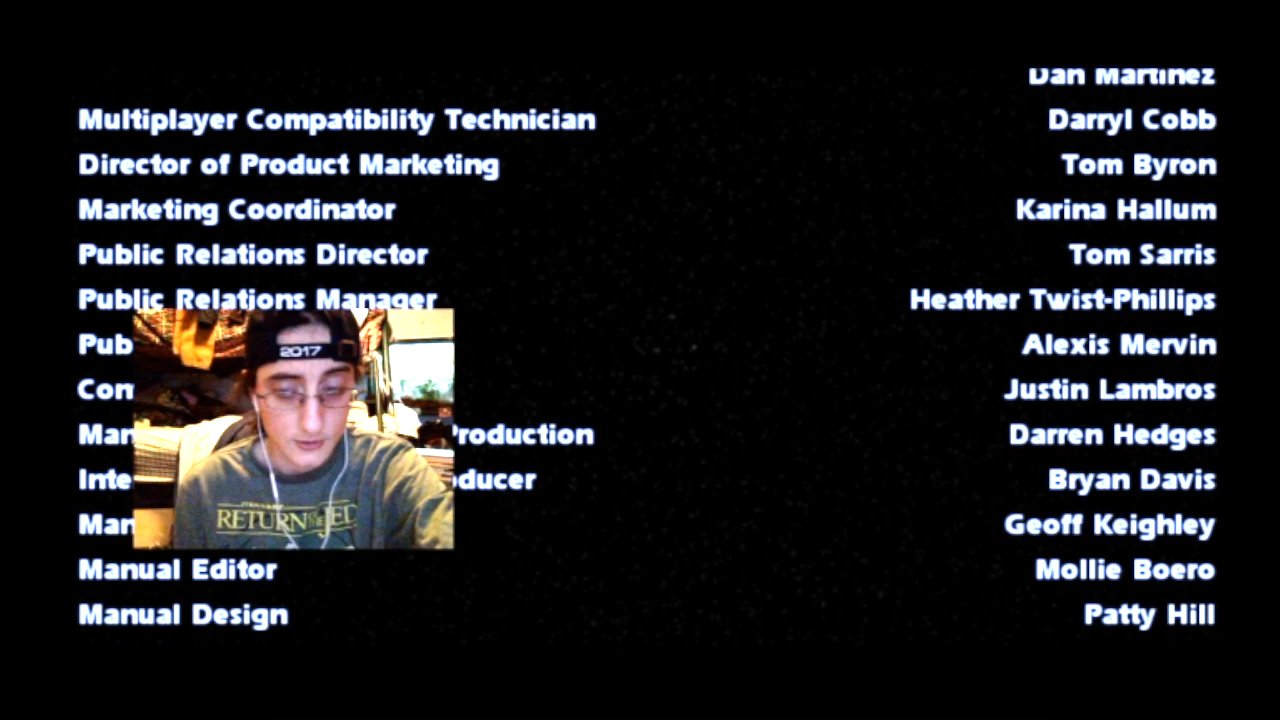 Dan Martinez
Multiplayer Compatibility Technician Darryl Cobb
Director of Product Marketing Tom Byron
Marketing Coordinator Karina Hallum
Public Relations Director Tom Sarris
Public Relations Manager Heather Twist-Phillips
Alexis Mervin
Justin Lambros
Production Darren Hedges
Bryan Davis
Geoff Keighley
Manual Editor Mollie Boero
Manual Design Patty Hill
2017
RETURN OF THE JEDI